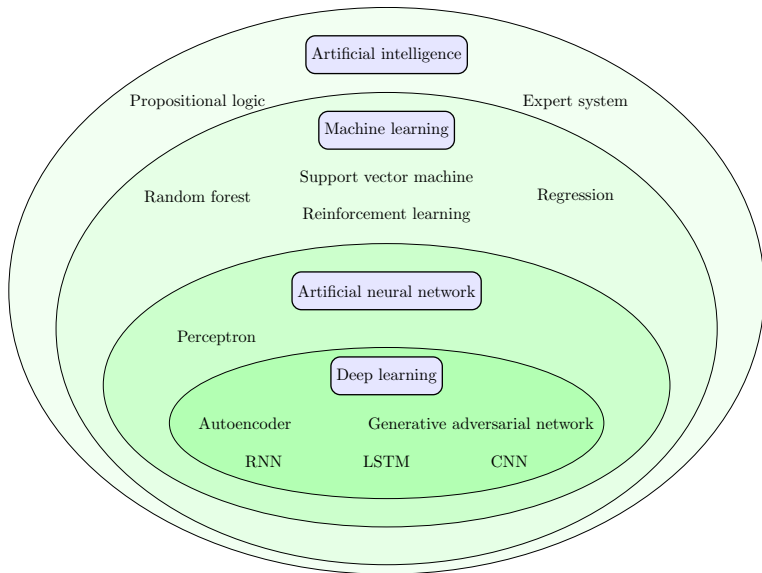 Artificial intelligence
Propositional logic
Expert system
Machine learning
Support vector machine
Random forest
Regression
Reinforcement learning
Artificial neural network
Perceptron
Deep learning
Autoencoder
Generative adversarial network
RNN
LSTM
CNN